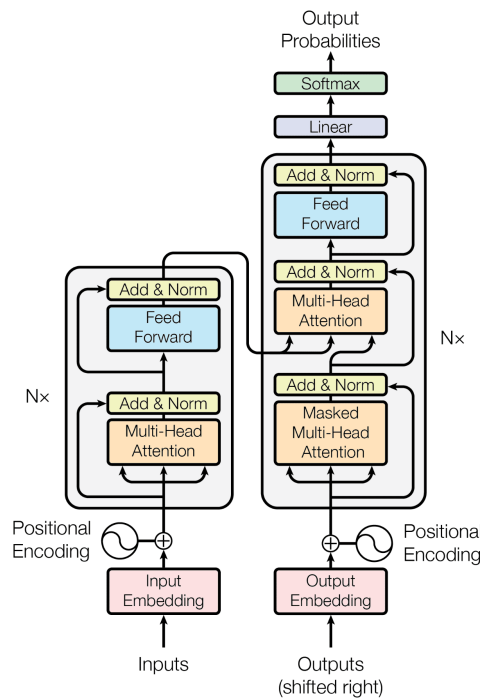 Output
Probabilities
Softmax
Linear
Add & Norm
Feed
Forward
Add & Norm
Multi-Head
Attention
Add & Norm
Masked
Multi-Head
Attention
Nx
Add & Norm
Feed
Forward
Add & Norm
Multi-Head
Attention
N×
Positional
Encoding
Positional
Encoding
Input
Embedding
Output
Embedding
Inputs
Outputs
(shifted right)